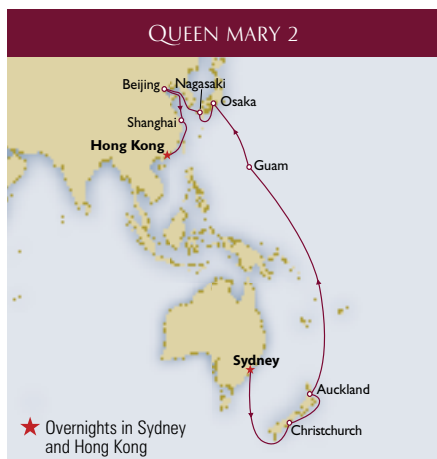 QUEEN MARY 2
Beijing
Nagasaki
Osaka
Shanghai
Hong Kong
Guam
Sydney
Auckland
Christchurch
Overnights in Sydney
and Hong Kong